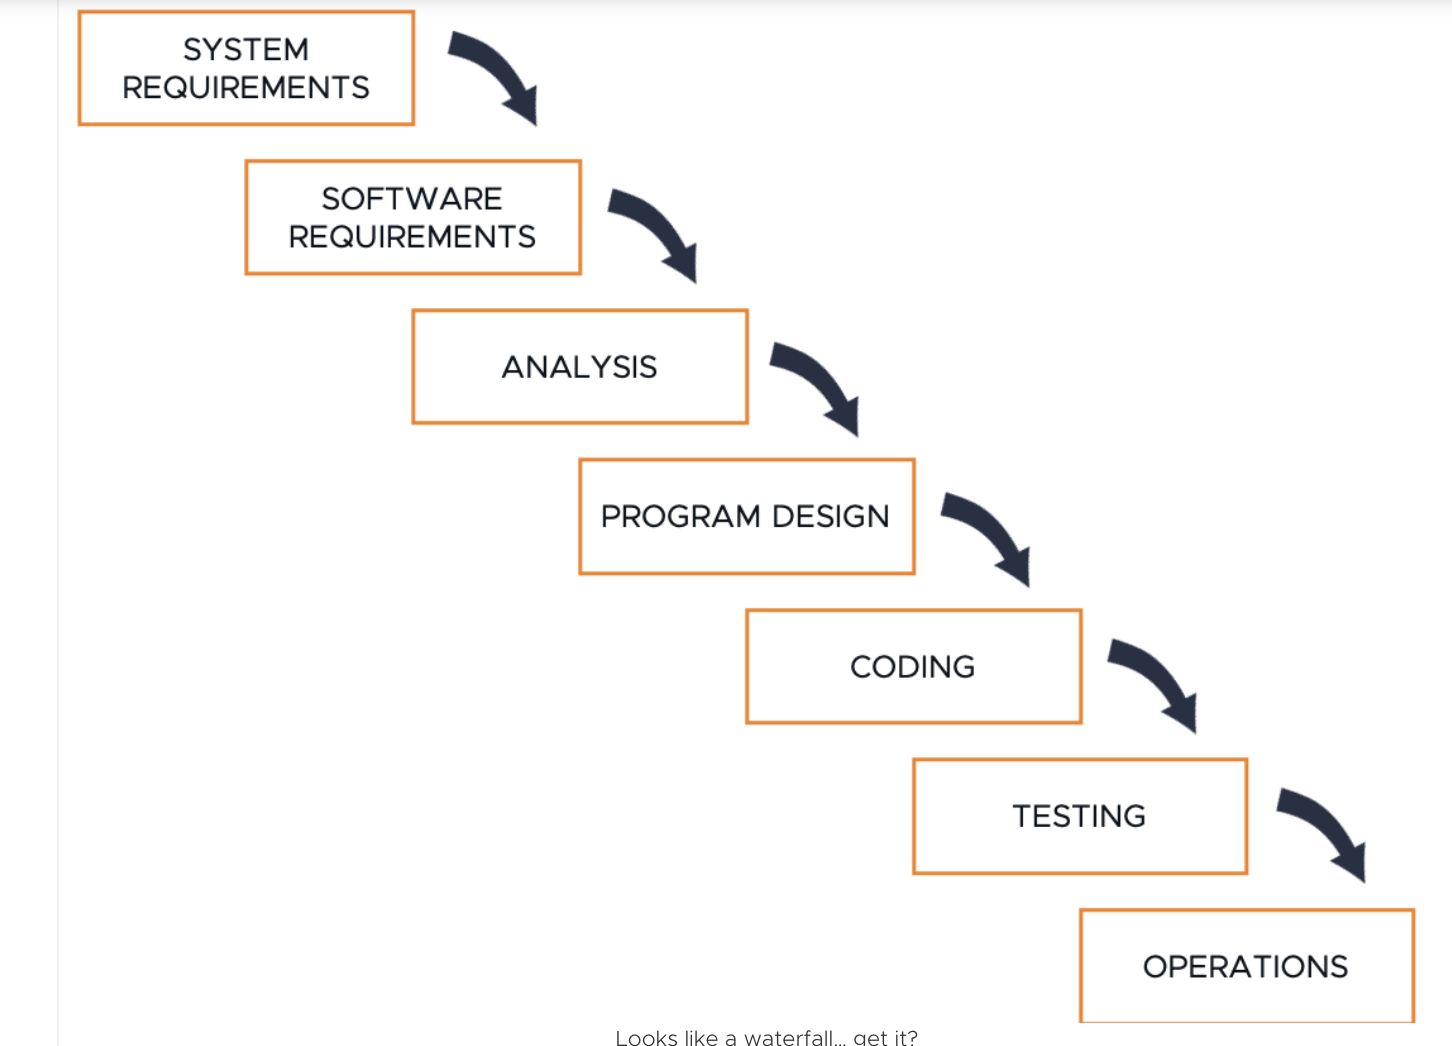 SYSTEM
REQUIREMENTS
SOFTWARE
REQUIREMENTS
ANALYSIS
PROGRAM DESIGN
CODING
TESTING
OPERATIONS
Looks like a waterfall... get it?